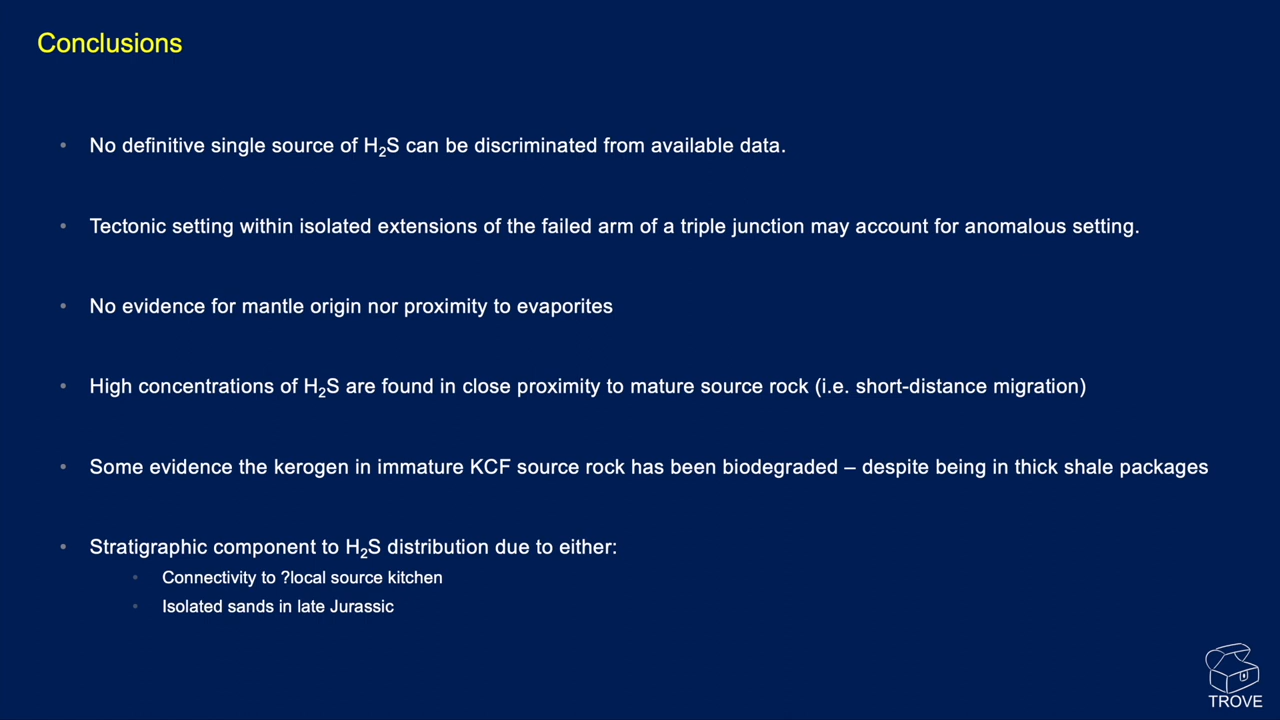 Conclusions
• No definitive single source of H₂S can be discriminated from available data.
• Tectonic setting within isolated extensions of the failed arm of a triple junction may account for anomalous setting.
• No evidence for mantle origin nor proximity to evaporites
• High concentrations of H₂S are found in close proximity to mature source rock (i.e. short-distance migration)
• Some evidence the kerogen in immature KCF source rock has been biodegraded – despite being in thick shale packages
• Stratigraphic component to H₂S distribution due to either:
• Connectivity to ?local source kitchen
• Isolated sands in late Jurassic
TROVE